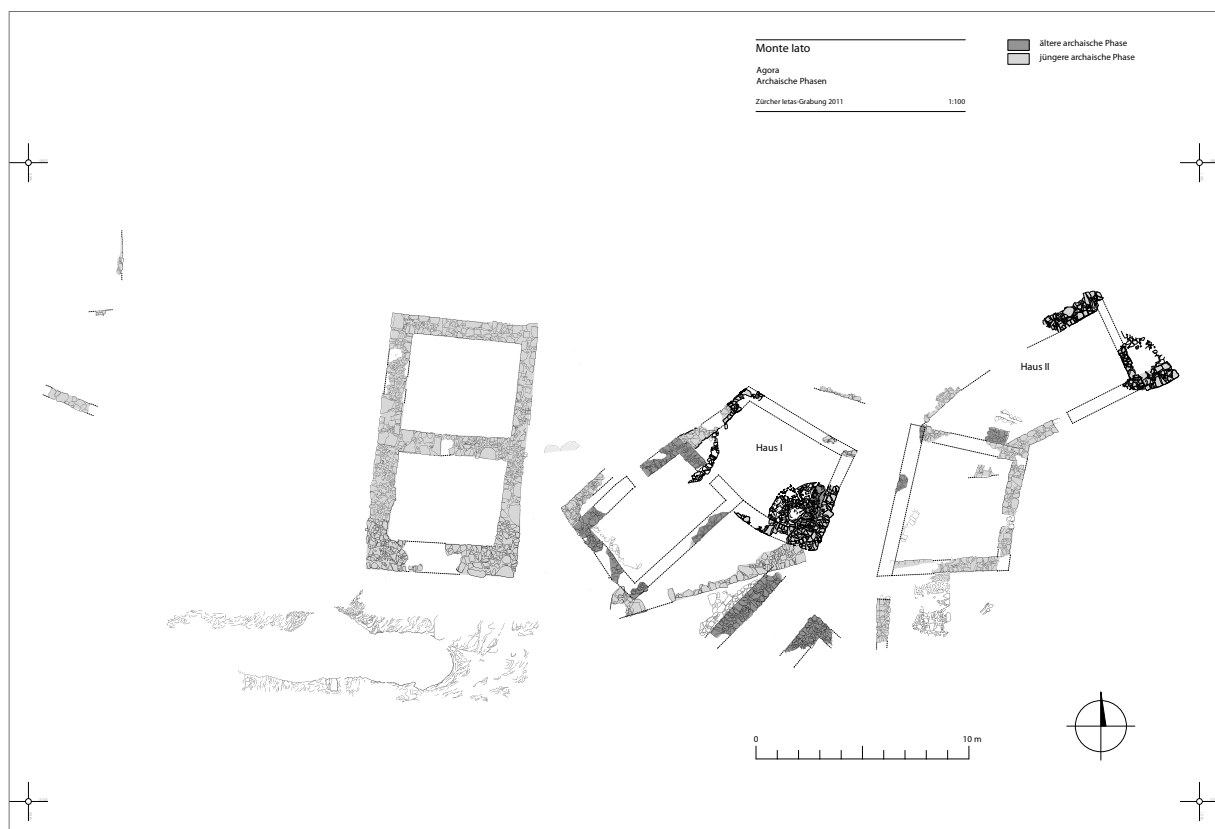 Monte Iato
Agora
Archaische Phasen
Zürcher Ietas-Grabung 2011 1:100
ältere archaische Phase
jüngere archaische Phase
Haus II
Haus I
0 10 m